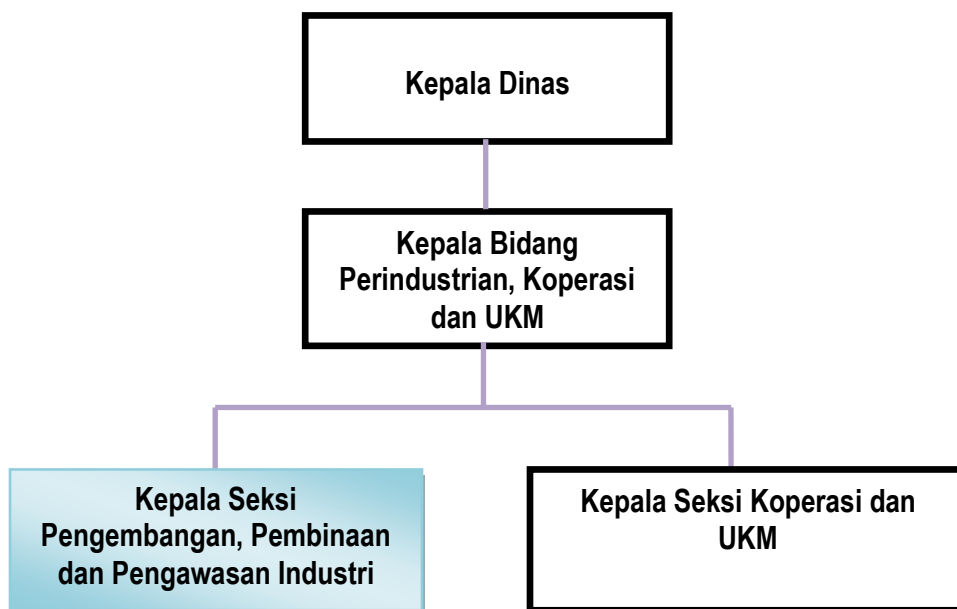 Kepala Dinas
Kepala Bidang
Perindustrian, Koperasi
dan UKM
Kepala Seksi
Pengembangan, Pembinaan
dan Pengawasan Industri
Kepala Seksi Koperasi dan
UKM